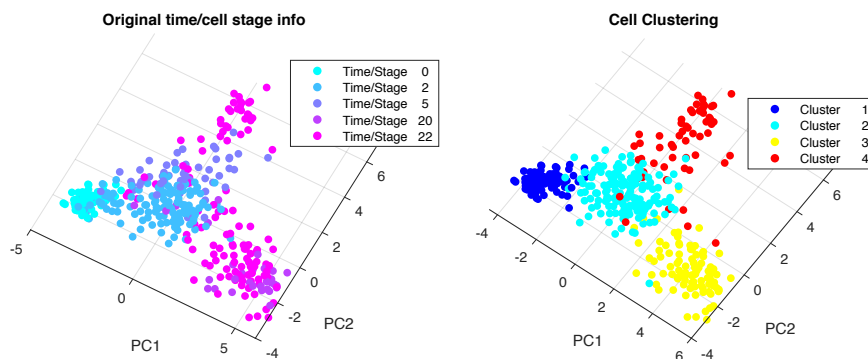 Original time/cell stage info
Time/Stage 0
Time/Stage 2
Time/Stage 5
Time/Stage 20
Time/Stage 22
6
4
2
0
-2
-4
-5
0
5
PC1
PC2
Cell Clustering
Cluster 1
Cluster 2
Cluster 3
Cluster 4
6
4
2
0
-2
-4
-4
-2
0
2
4
6
PC1
PC2